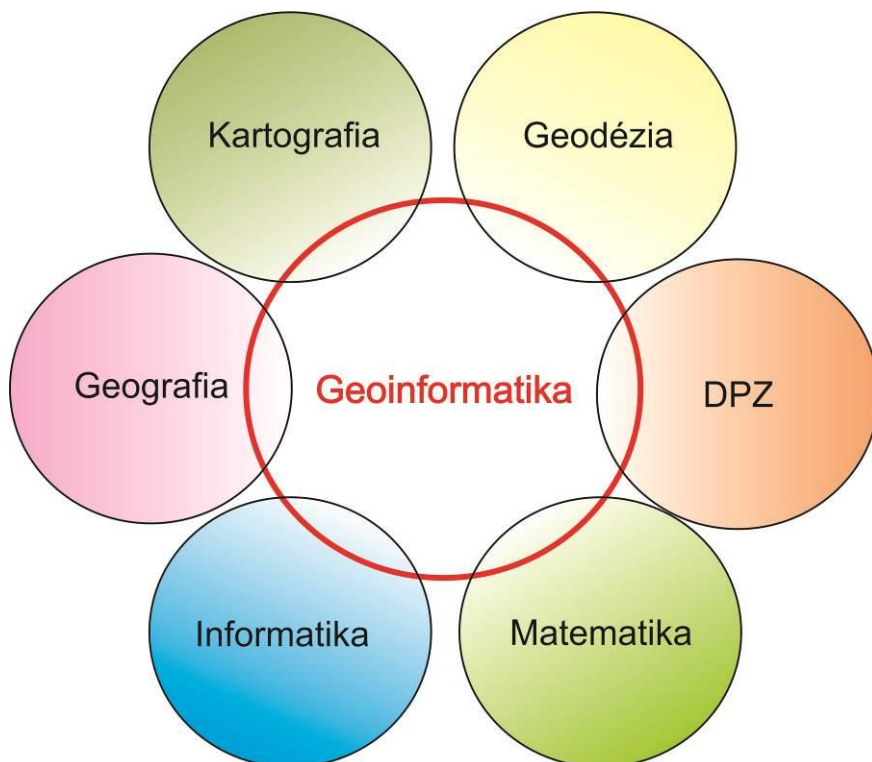 Kartografia
Geodézia
Geografia
Geoinformatika
DPZ
Informatika
Matematika